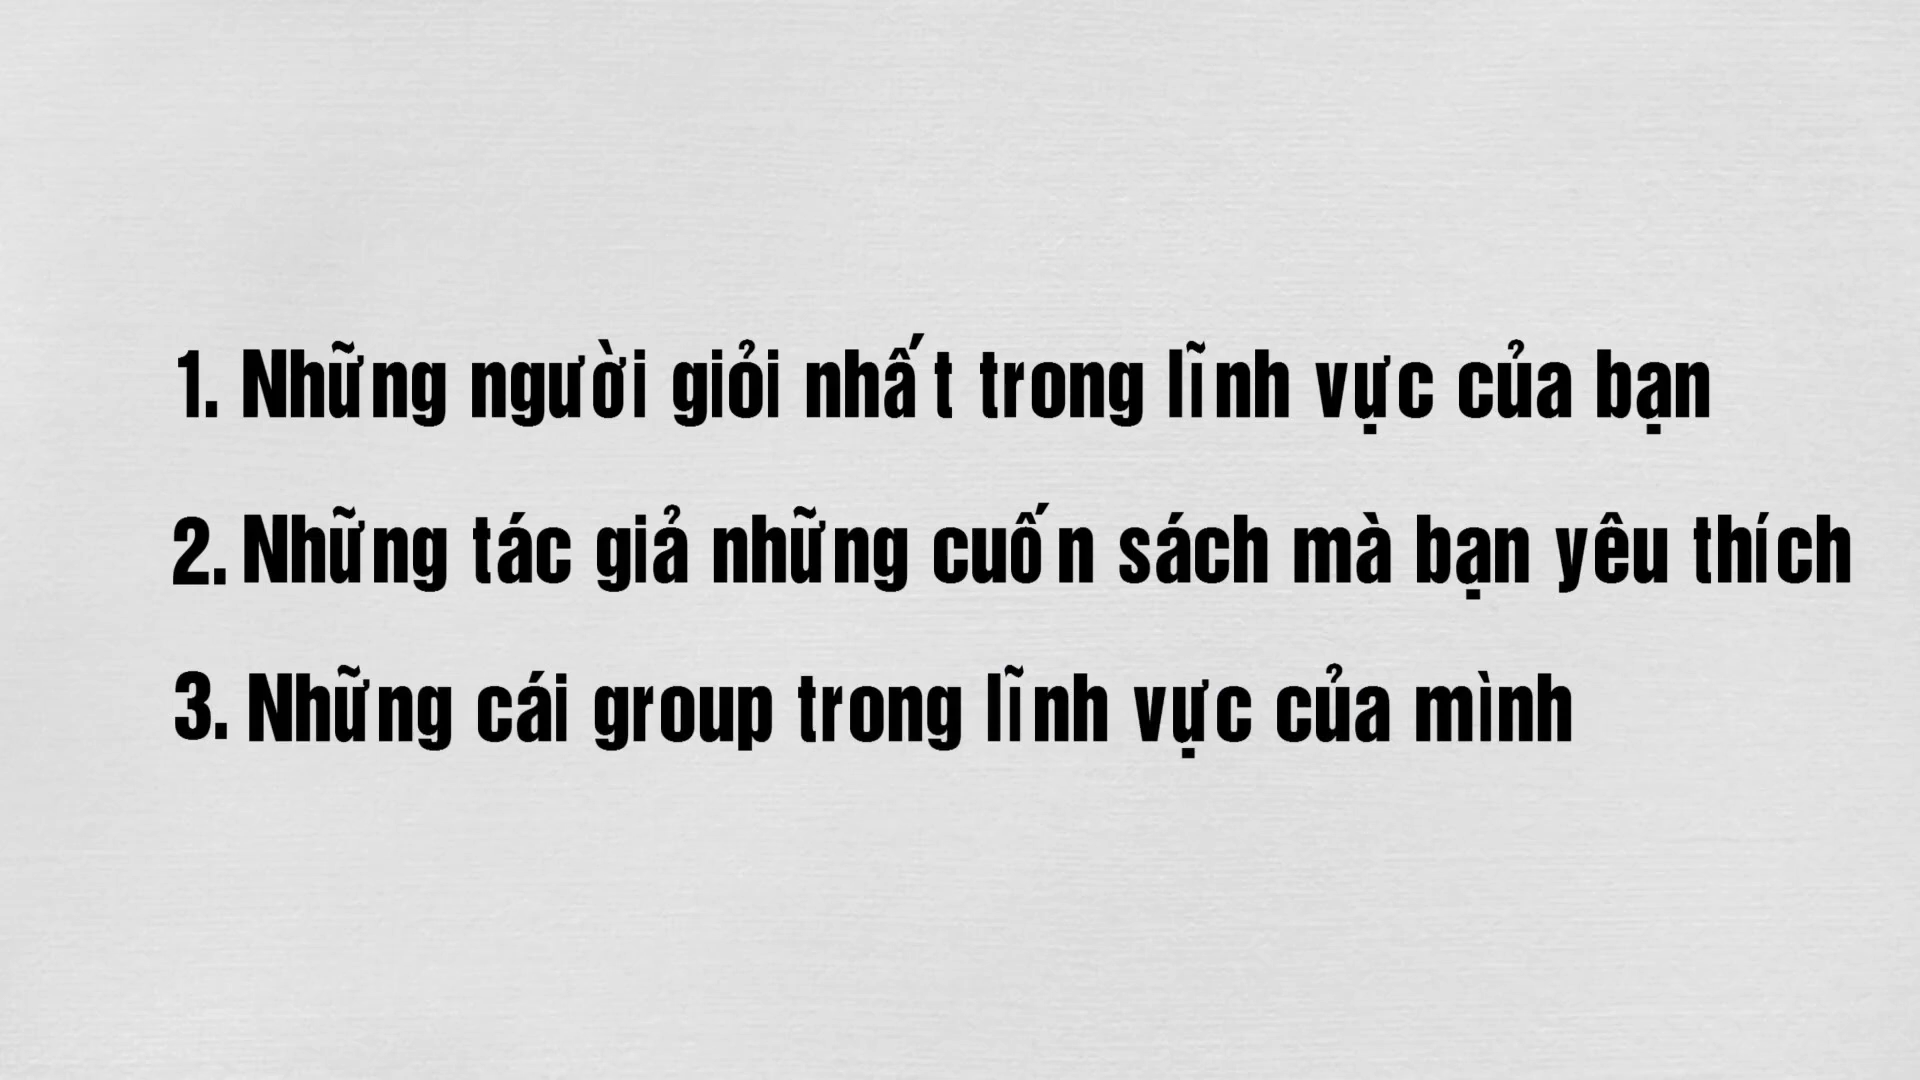 1. Những người giỏi nhất trong lĩnh vực của bạn
2. Những tác giả những cuốn sách mà bạn yêu thích
3. Những cái group trong lĩnh vực của mình